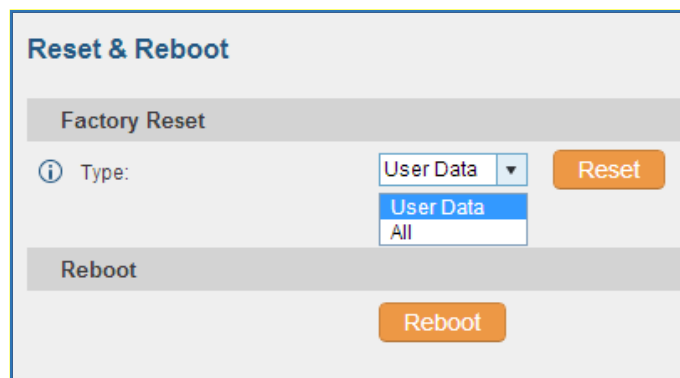 Reset & Reboot
Factory Reset
Type: User Data Reset
User Data
All
Reboot
Reboot